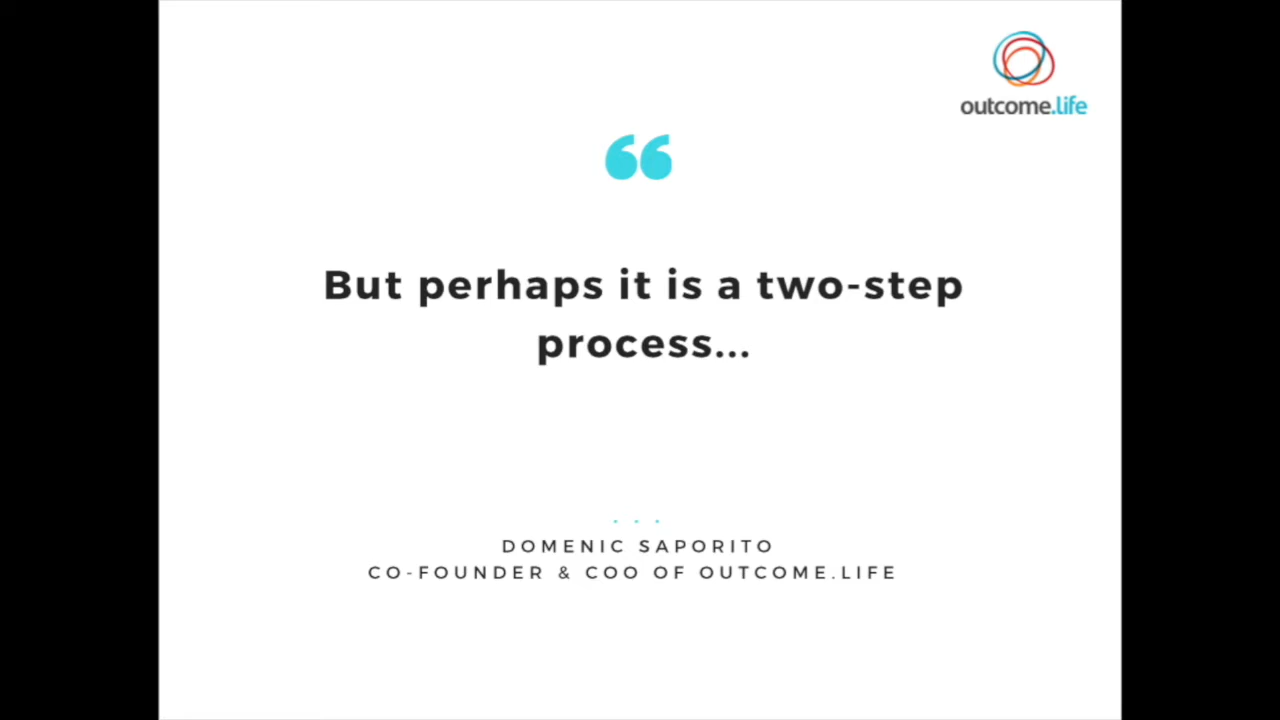 outcome.life
“
But perhaps it is a two-step
process...
. . .
DOMENIC SAPORITO
CO-FOUNDER & COO OF OUTCOME.LIFE